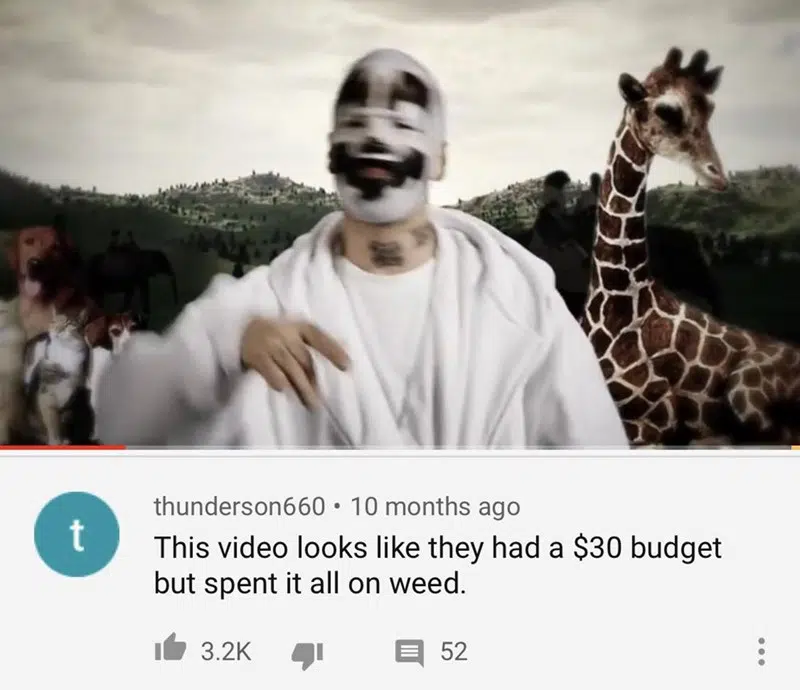 t
thunderson660 • 10 months ago
This video looks like they had a $30 budget
but spent it all on weed.
3.2K 52